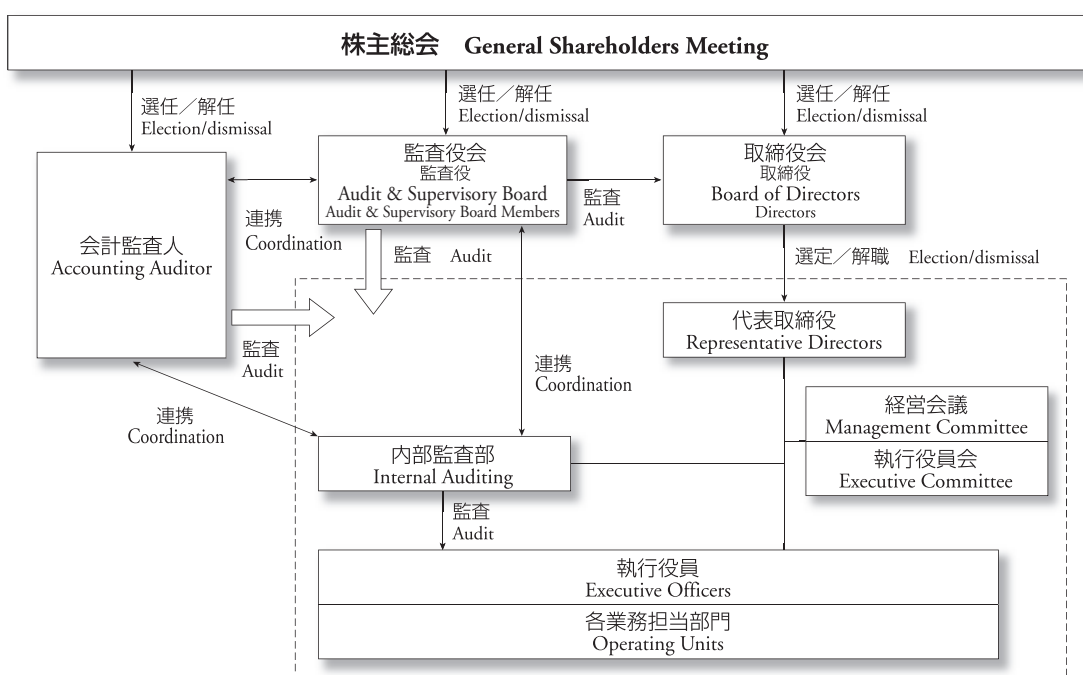 株主総会 General Shareholders Meeting
選任／解任
Election/dismissal
選任／解任
Election/dismissal
選任／解任
Election/dismissal
会計監査人
Accounting Auditor
連携
Coordination
監査役会
監査役
Audit & Supervisory Board
Audit & Supervisory Board Members
監査
Audit
取締役会
取締役
Board of Directors
Directors
監査 Audit
選定／解職 Election/dismissal
監査
Audit
代表取締役
Representative Directors
連携
Coordination
連携
Coordination
経営会議
Management Committee
執行役員会
Executive Committee
内部監査部
Internal Auditing
監査
Audit
執行役員
Executive Officers
各業務担当部門
Operating Units